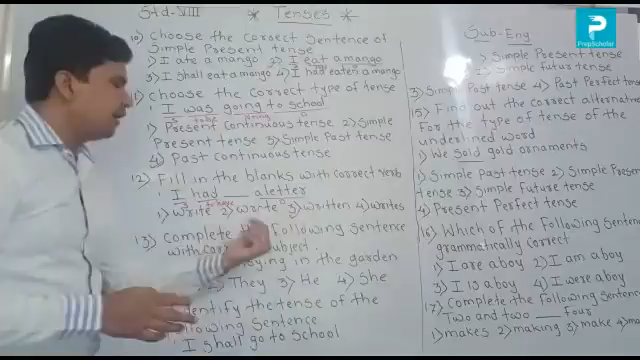 Std-VIII * Tenses *
10) Choose the Correct Sentence of
Simple Present tense
1) I ate a mango 2) I eat a mango
3) I shall eat a mango 4) I had eaten a mango
11) choose the correct type of tense
I was going to school
1) Present Continuous tense 2) Simple
Present tense 3) Simple Past tense
4) Past Continuous tense
12) Fill in the blanks with correct verb
I had ___ a letter
1) write 2) wrote 3) written 4) writes
13) Complete the Following Sentence
with subject
in the garden
They 3) He 4) She
identify the tense of the
Following Sentence
I shall go to school
Sub-Eng
1) Simple Present tense
2) Simple Future tense
3) Simple Past tense 4) Past Perfect tense
15) Find out the correct alternative
For the type of tense of the
underlined word
1) We sold gold ornaments
1) Simple Past tense 2) Simple Present
tense 3) Simple Future tense
4) Present Perfect tense
16) Which of the Following Sentence
grammatically Correct
1) I are a boy 2) I am a boy
3) I is a boy 4) I were a boy
17) Complete the Following Sentence
Two and two ___ Four
1) makes 2) making 3) make 4)
PrepScholar